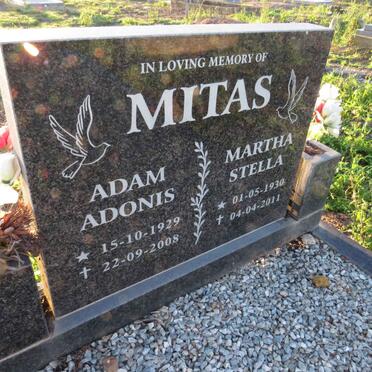 IN LOVING MEMORY OF
MITAS
ADAM
ADONIS
★ 15-10-1929
✝ 22-09-2008
MARTHA
STELLA
★ 01-05-1930
✝ 04-04-2011